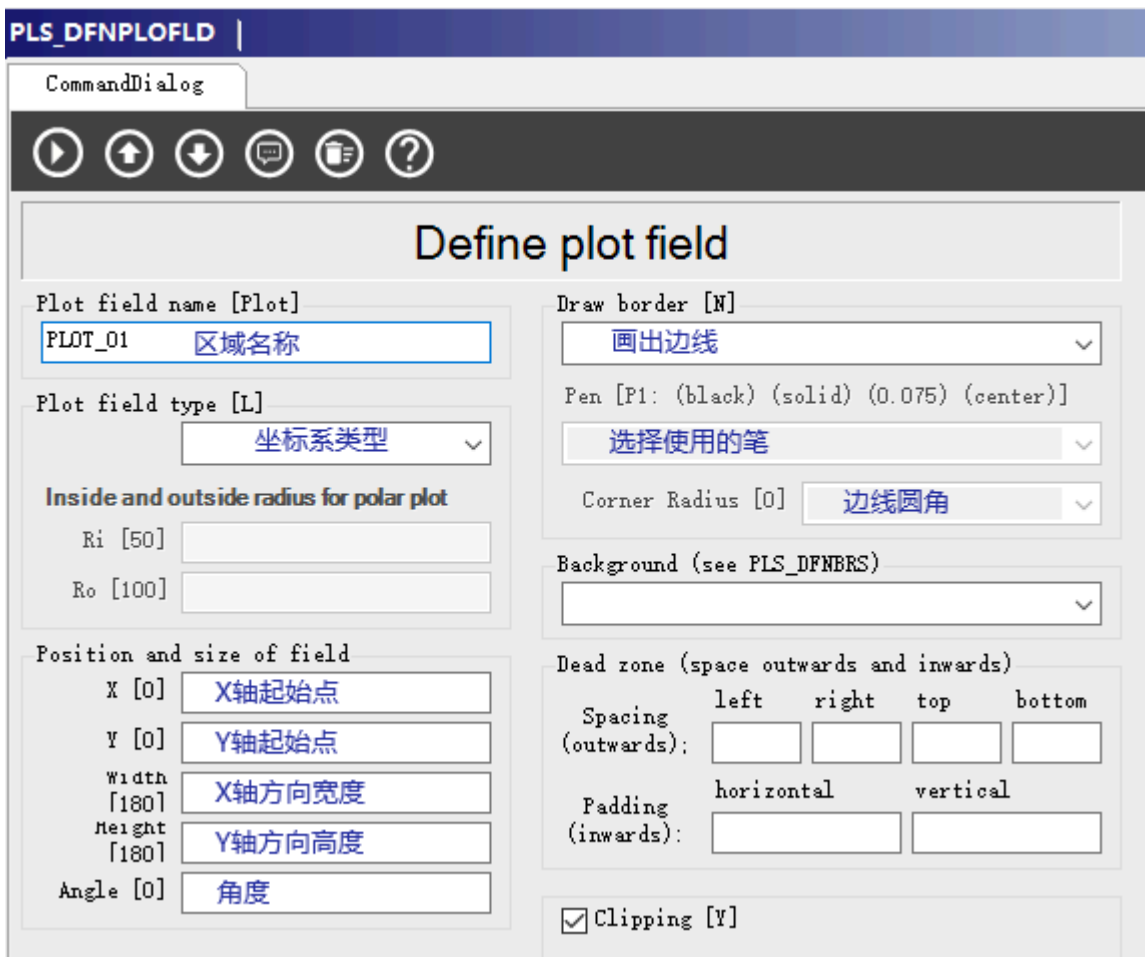 PLS_DFNPLOFLD |
CommandDialog
Define plot field
Plot field name [Plot]
PLOT_01 区域名称
Plot field type [L]
坐标系类型
Inside and outside radius for polar plot
Ri [50]
Ro [100]
Position and size of field
X [0] X轴起始点
Y [0] Y轴起始点
Width
[180] X轴方向宽度
Height
[180] Y轴方向高度
Angle [0] 角度
Draw border [N]
画出边线
Pen [P1: (black) (solid) (0.075) (center)]
选择使用的笔
Corner Radius [0] 边线圆角
Background (see PLS_DFNBRS)
Dead zone (space outwards and inwards)
left right top bottom
Spacing
(outwards):
horizontal vertical
Padding
(inwards):
Clipping [Y]